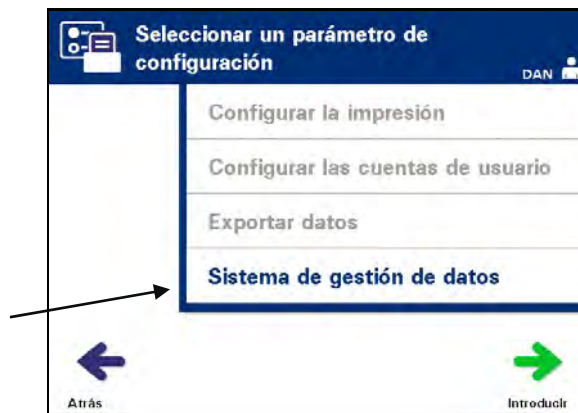 Seleccionar un parámetro de
configuración
DAN
Configurar la impresión
Configurar las cuentas de usuario
Exportar datos
Sistema de gestión de datos
Atrás
Introducir